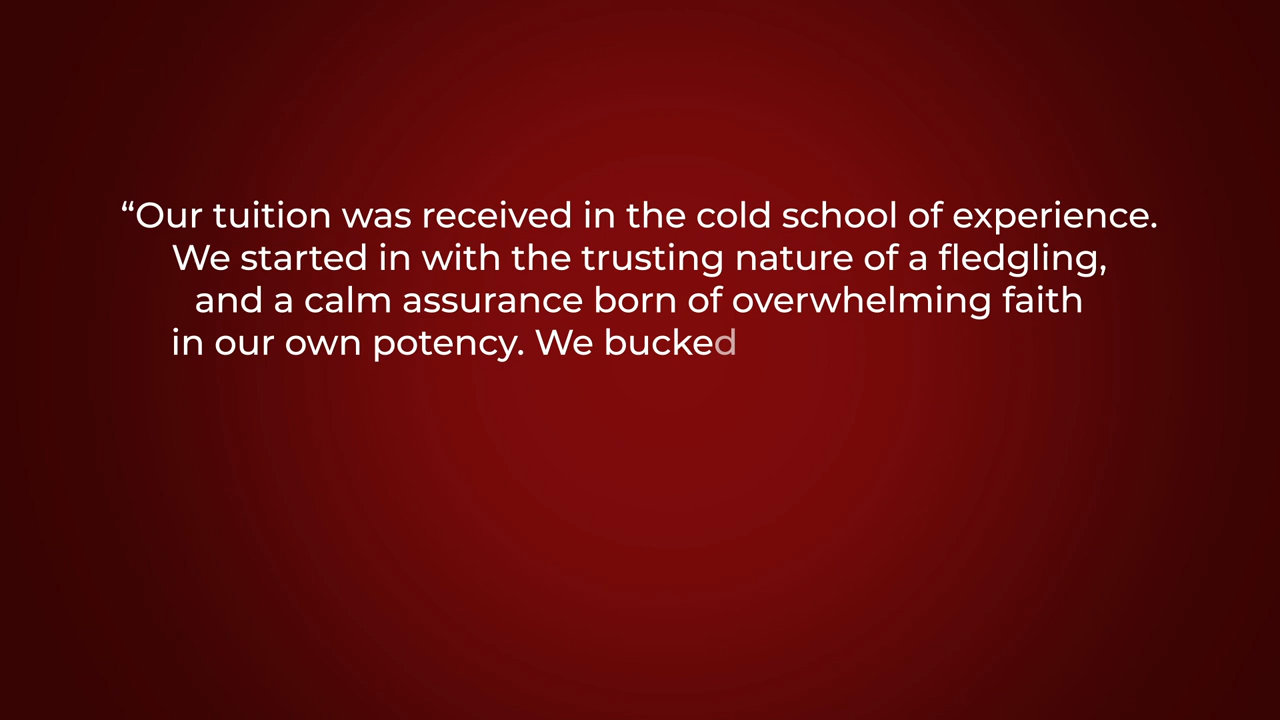 “Our tuition was received in the cold school of experience.
We started in with the trusting nature of a fledgling,
and a calm assurance born of overwhelming faith
in our own potency. We bucked